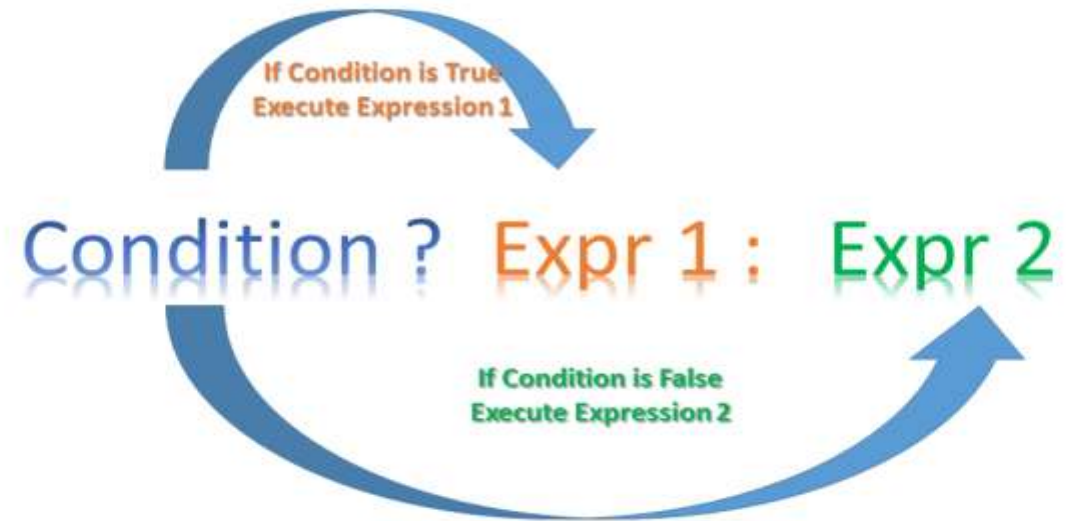 If Condition is True
Execute Expression 1
Condition ? Expr 1 : Expr 2
If Condition is False
Execute Expression 2